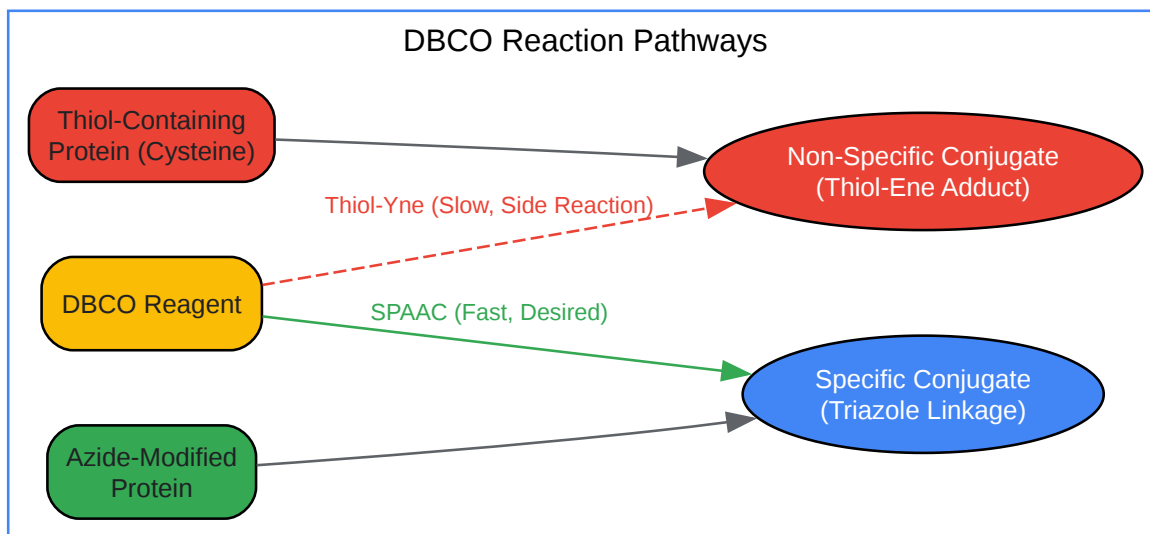 DBCO Reaction Pathways
Thiol-Containing
Protein (Cysteine)
Non-Specific Conjugate
(Thiol-Ene Adduct)
Thiol-Yne (Slow, Side Reaction)
DBCO Reagent
SPAAC (Fast, Desired)
Specific Conjugate
(Triazole Linkage)
Azide-Modified
Protein